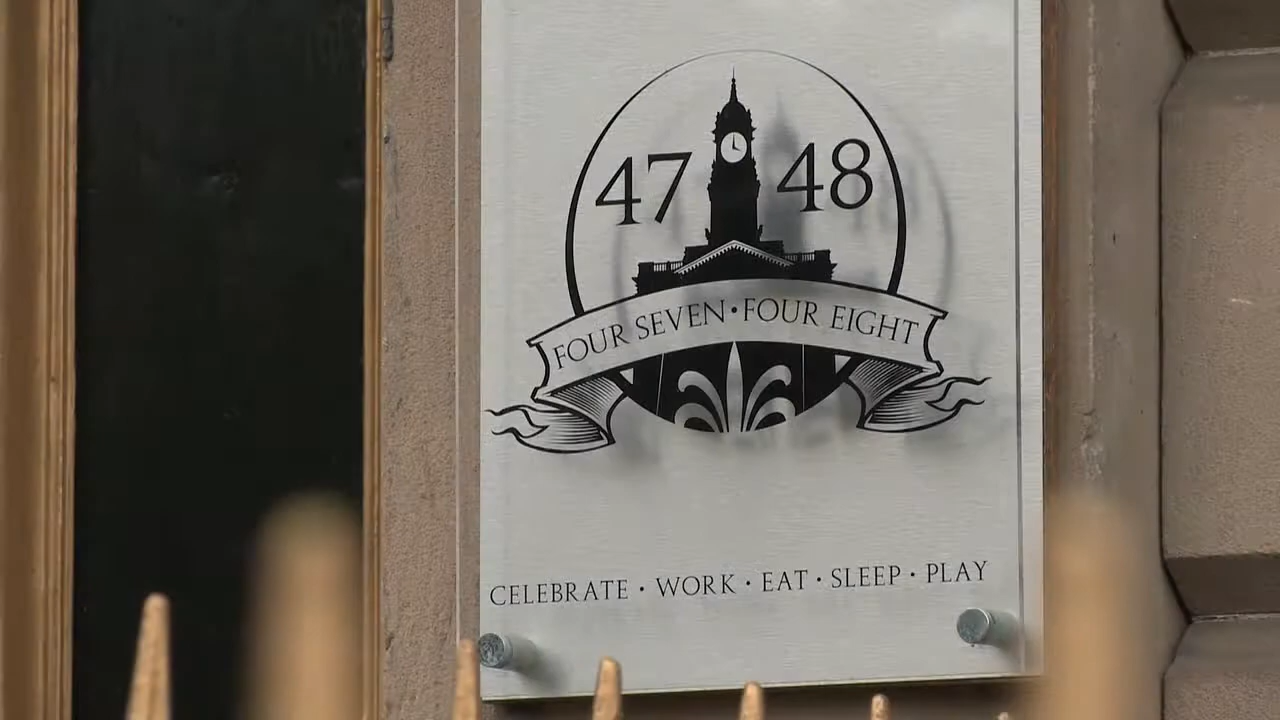 47 48
FOUR SEVEN·FOUR EIGHT
CELEBRATE · WORK · EAT · SLEEP · PLAY